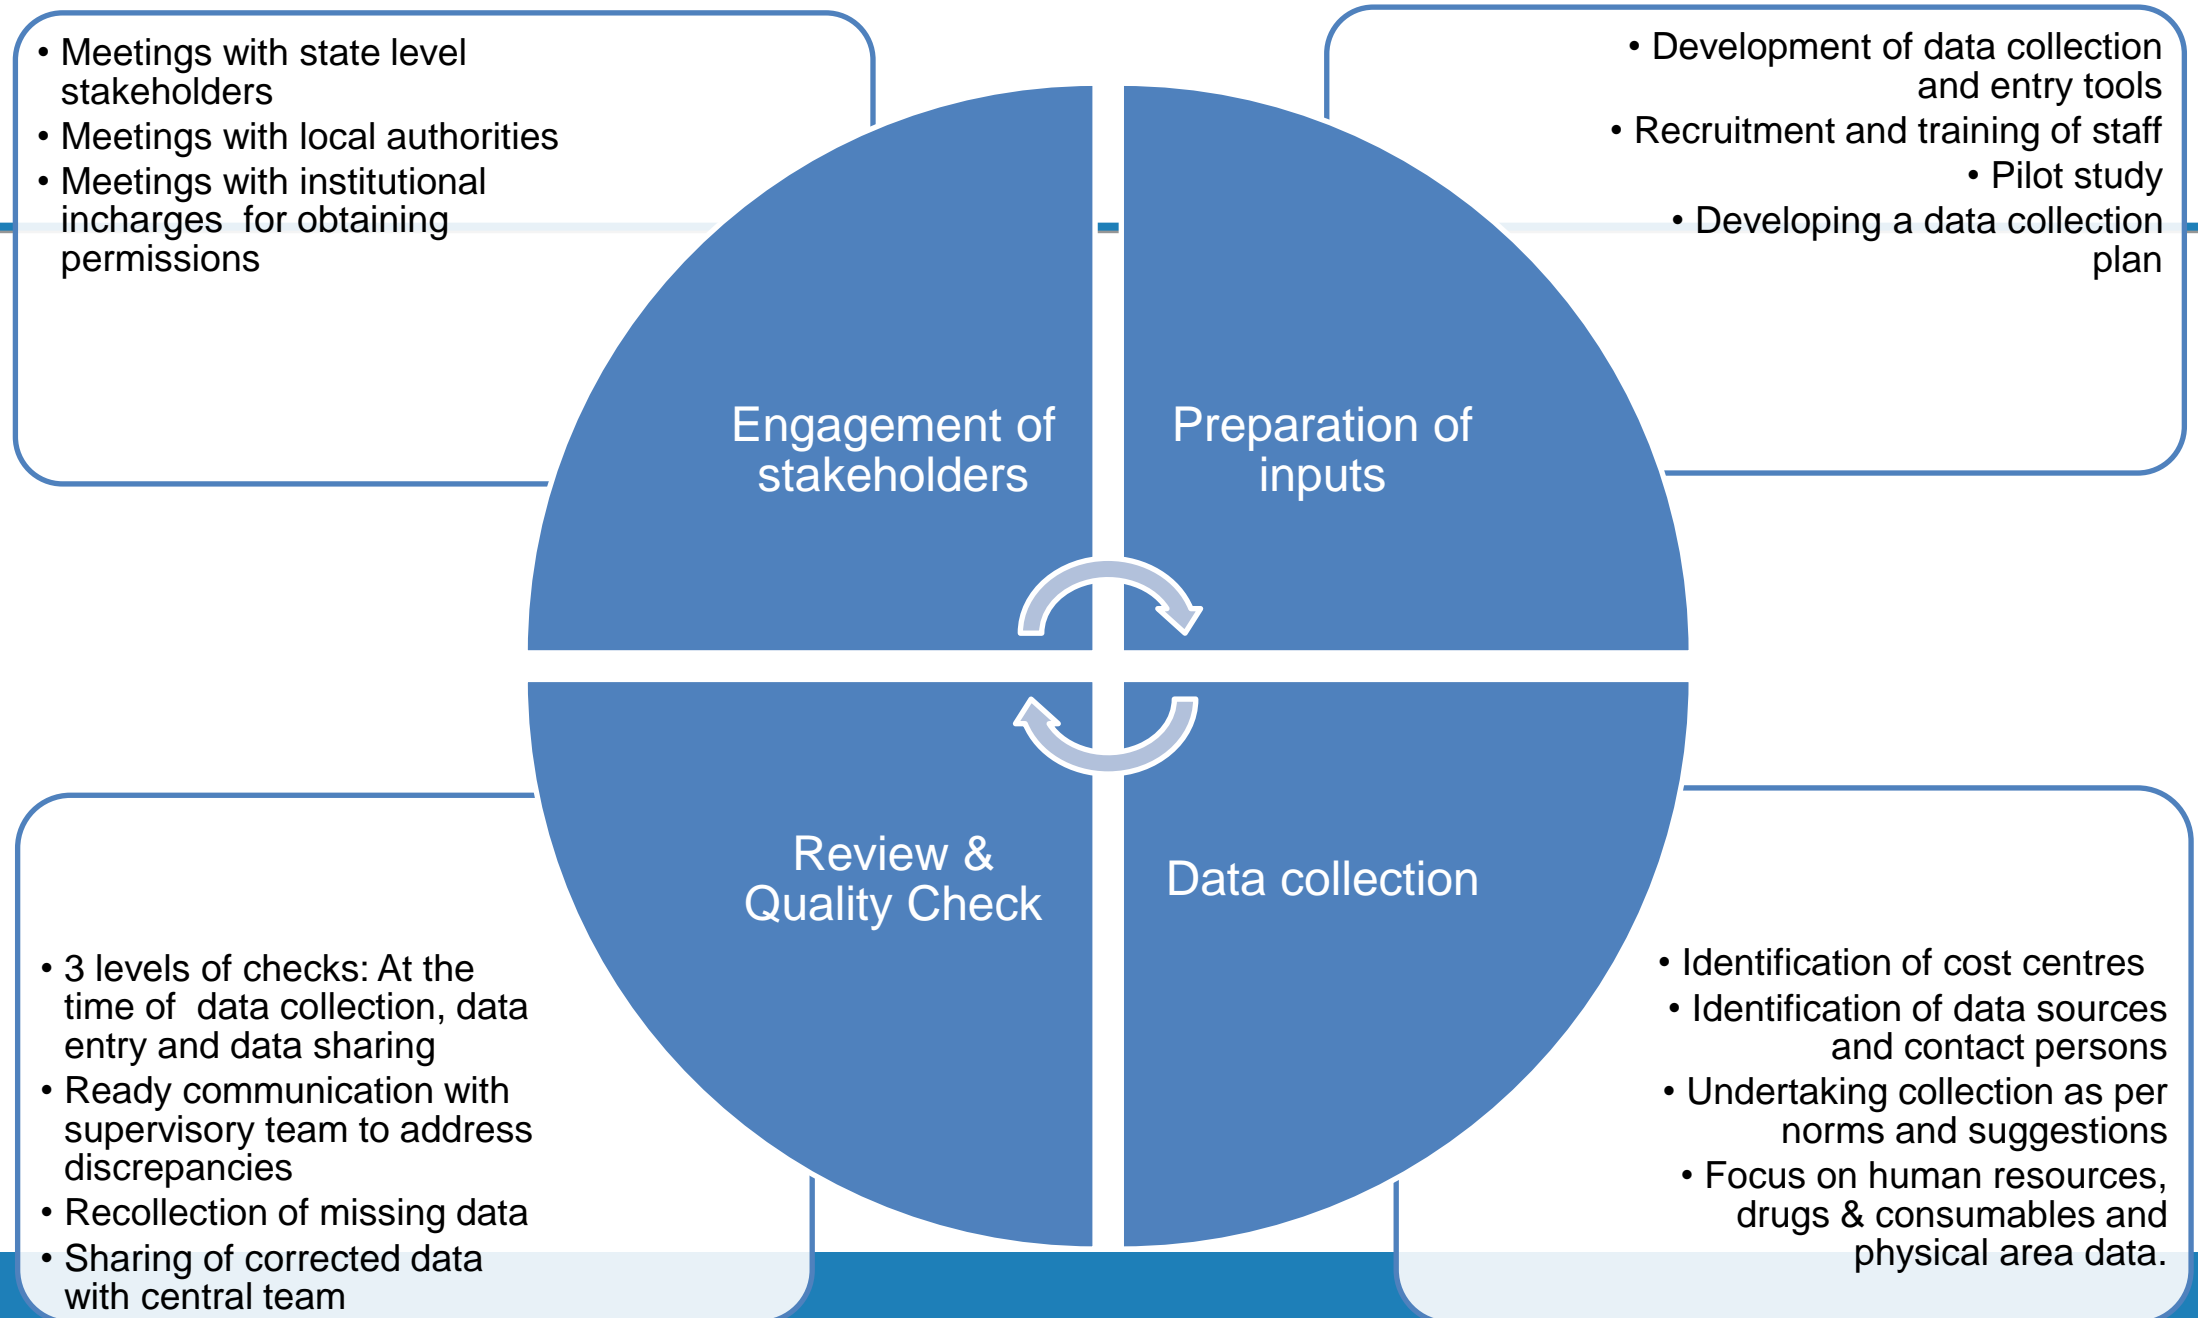 • Meetings with state level
stakeholders
• Meetings with local authorities
• Meetings with institutional
incharges for obtaining
permissions
• Development of data collection
and entry tools
• Recruitment and training of staff
• Pilot study
• Developing a data collection
plan
Engagement of
stakeholders
Preparation of
inputs
Review &
Quality Check
Data collection
• 3 levels of checks: At the
time of data collection, data
entry and data sharing
• Ready communication with
supervisory team to address
discrepancies
• Recollection of missing data
• Sharing of corrected data
with central team
• Identification of cost centres
• Identification of data sources
and contact persons
• Undertaking collection as per
norms and suggestions
• Focus on human resources,
drugs & consumables and
physical area data.